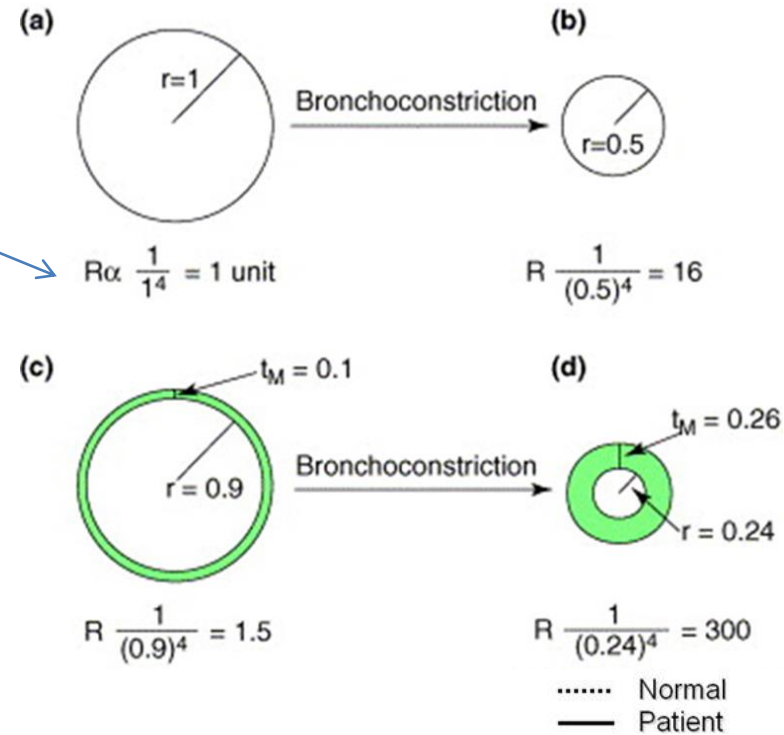 (a)
(b)
r=1
Bronchoconstriction
r=0.5
Rα 1/1⁴ = 1 unit
R 1/(0.5)⁴ = 16
(c)
(d)
t_M = 0.1
t_M = 0.26
Bronchoconstriction
r = 0.9
r = 0.24
R 1/(0.9)⁴ = 1.5
R 1/(0.24)⁴ = 300
Normal
Patient